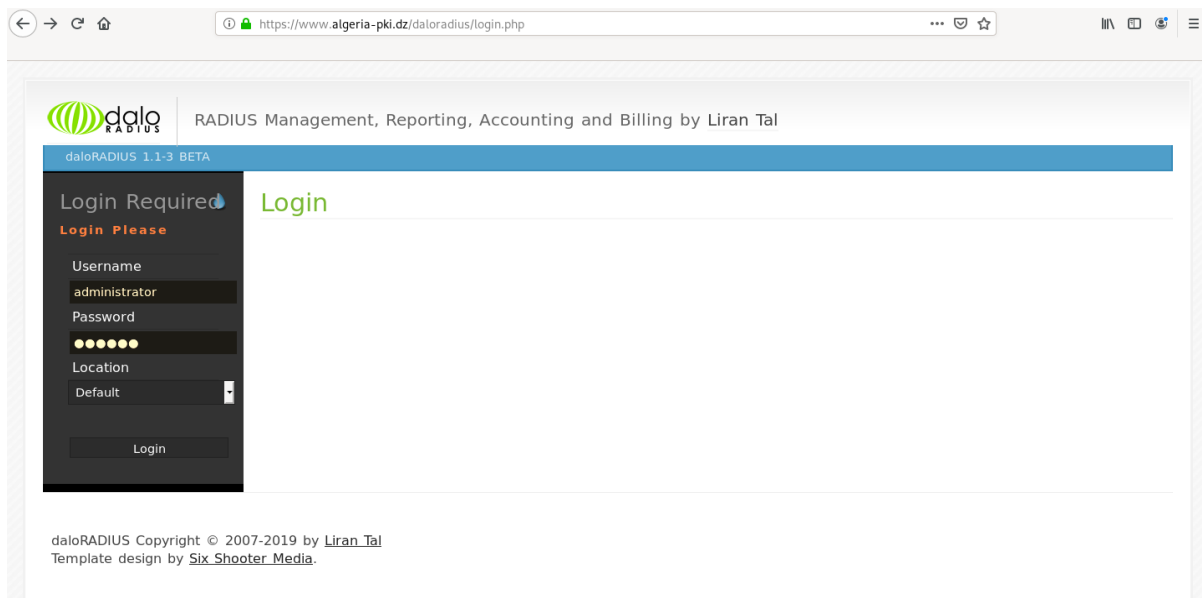 https://www.algeria-pki.dz/daloradius/login.php
dalo
RADIUS
RADIUS Management, Reporting, Accounting and Billing by Liran Tal
daloRADIUS 1.1-3 BETA
Login Required
Login Please
Username
administrator
Password
●●●●●●
Location
Default
Login
Login
daloRADIUS Copyright © 2007-2019 by Liran Tal
Template design by Six Shooter Media.